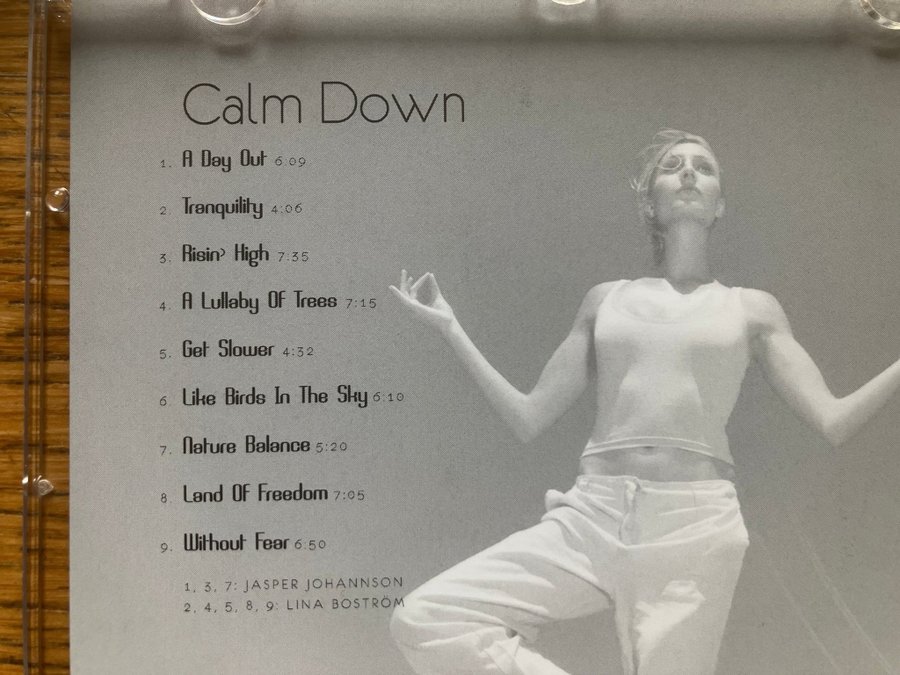 Calm Down
1. A Day Out 6:09
2. Tranquility 4:06
3. Risin' High 7:35
4. A Lullaby Of Trees 7:15
5. Get Slower 4:32
6. Like Birds In The Sky 6:10
7. Nature Balance 5:20
8. Land Of Freedom 7:05
9. Without Fear 6:50
1, 3, 7: JASPER JOHANNSON
2, 4, 5, 8, 9: LINA BOSTRÖM